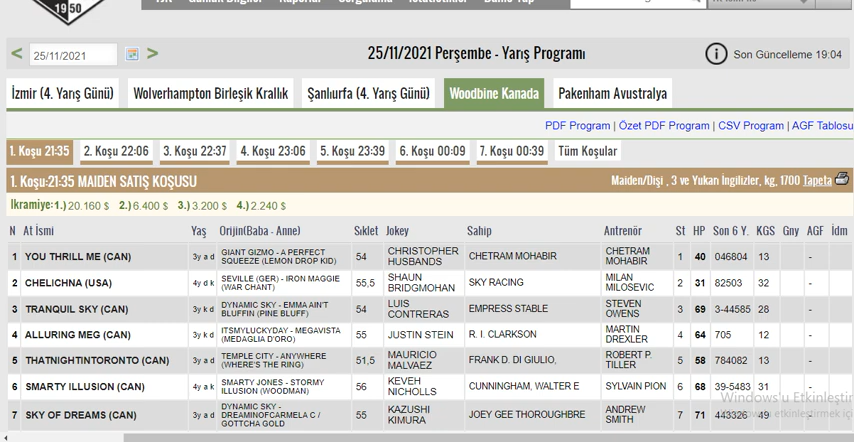 1950
25/11/2021
25/11/2021 Perşembe - Yarış Programı
Son Güncelleme 19:04
İzmir (4. Yarış Günü) Wolverhampton Birleşik Krallık Şanlıurfa (4. Yarış Günü) Woodbine Kanada Pakenham Avustralya
PDF Program | Özet PDF Program | CSV Program | AGF Tablosu
1. Koşu 21:35 2. Koşu 22:06 3. Koşu 22:37 4. Koşu 23:06 5. Koşu 23:39 6. Koşu 00:09 7. Koşu 00:39 Tüm Koşular
1. Koşu:21:35 MAIDEN SATIŞ KOŞUSU Maiden/Dişi , 3 ve Yukarı İngilizler, kg, 1700 Tapeta
İkramiye: 1.) 20.160 $ 2.) 6.400 $ 3.) 3.200 $ 4.) 2.240 $
N At İsmi Yaş Orijin(Baba - Anne) Sıklet Jokey Sahip Antrenör St HP Son 6 Y. KGS Gny AGF İdm
1 YOU THRILL ME (CAN) 3y a d GIANT GIZMO - A PERFECT SQUEEZE (LEMON DROP KID) 54 CHRISTOPHER HUSBANDS CHETRAM MOHABIR CHETRAM MOHABIR 1 40 046804 13 -
2 CHELICHNA (USA) 4y d k SEVILLE (GER) - IRON MAGGIE (WAR CHANT) 55,5 SHAUN BRIDGMOHAN SKY RACING MILAN MILOSEVIC 2 31 82503 32 -
3 TRANQUIL SKY (CAN) 3y k d DYNAMIC SKY - EMMA AIN'T BLUFFIN (PINE BLUFF) 54 LUIS CONTRERAS EMPRESS STABLE STEVEN OWENS 3 69 3-44585 28 -
4 ALLURING MEG (CAN) 3y k d ITSMYLUCKYDAY - MEGAVISTA (MEDAGLIA D'ORO) 55 JUSTIN STEIN R. I. CLARKSON MARTIN DREXLER 4 64 705 12 -
5 THATNIGHTINTORONTO (CAN) 3y a d TEMPLE CITY - ANYWHERE (WHERE'S THE RING) 51,5 MAURICIO MALVAEZ FRANK D. DI GIULIO, ROBERT P. TILLER 5 58 784082 13 -
6 SMARTY ILLUSION (CAN) 4y a k SMARTY JONES - STORMY ILLUSION (WOODMAN) 56 KEVEH NICHOLLS CUNNINGHAM, WALTER E SYLVAIN PION 6 68 39-5483 31
7 SKY OF DREAMS (CAN) 3y a d DYNAMIC SKY - DREAMINOFCARMELA C / GOTTCHA GOLD 55 KAZUSHI KIMURA JOEY GEE THOROUGHBRE ANDREW SMITH 7 71 443326 49 -
Windows'u Etkinleştir